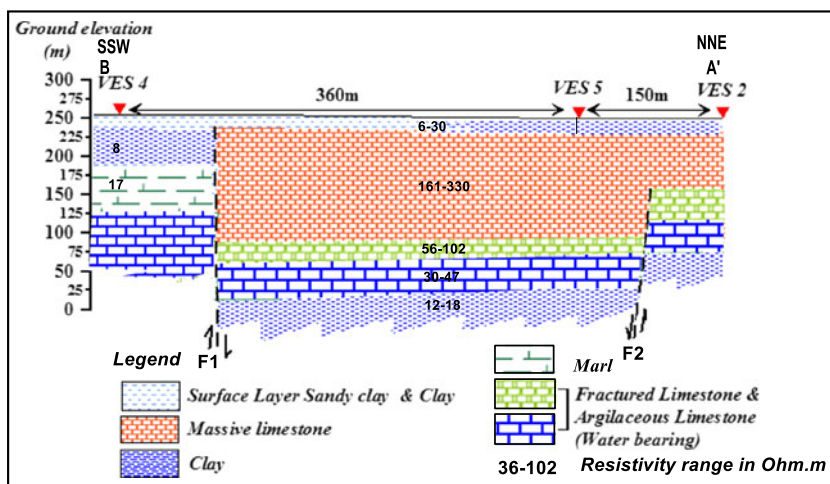 Ground elevation
(m)
SSW
B
VES 4
NNE
A'
VES 2
VES 5
360m
150m
300
275
250
225
200
175
150
125
100
75
50
25
0
6-30
8
17
161-330
56-102
30-47
12-18
F1
F2
Legend
Surface Layer Sandy clay & Clay
Massive limestone
Clay
Marl
Fractured Limestone &
Argilaceous Limestone
(Water bearing)
36-102 Resistivity range in Ohm.m